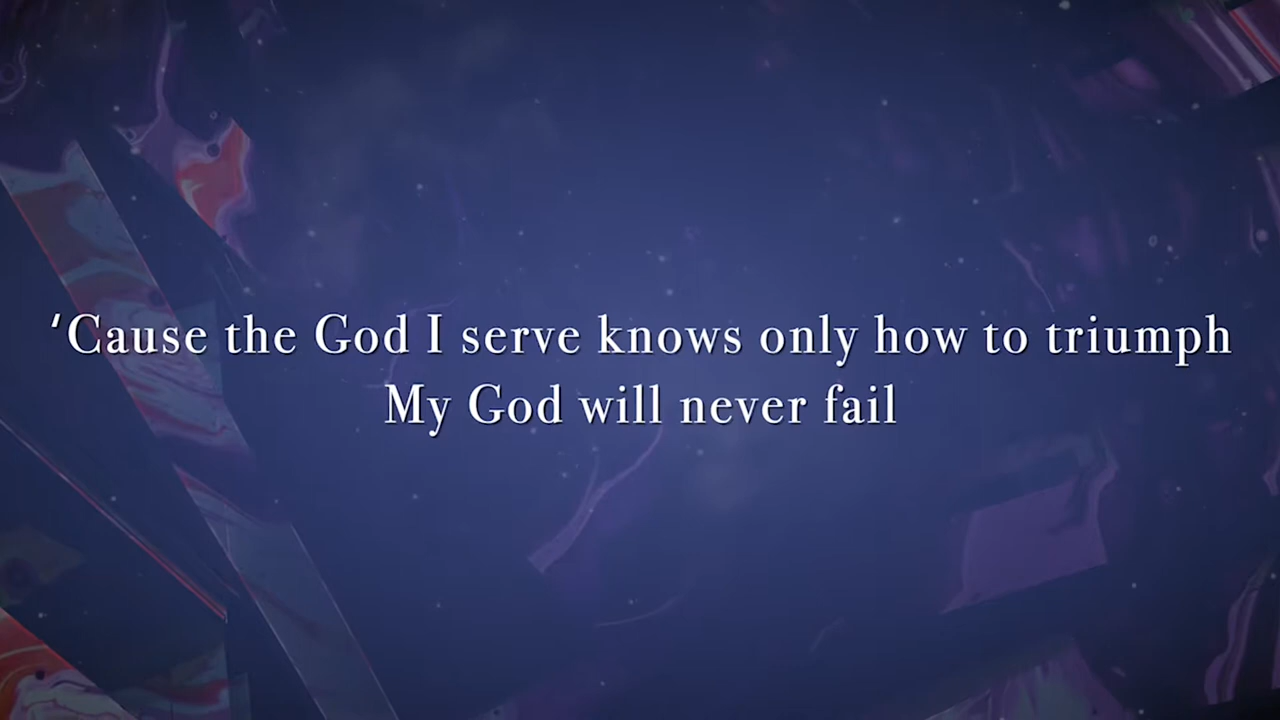 ‘Cause the God I serve knows only how to triumph
My God will never fail